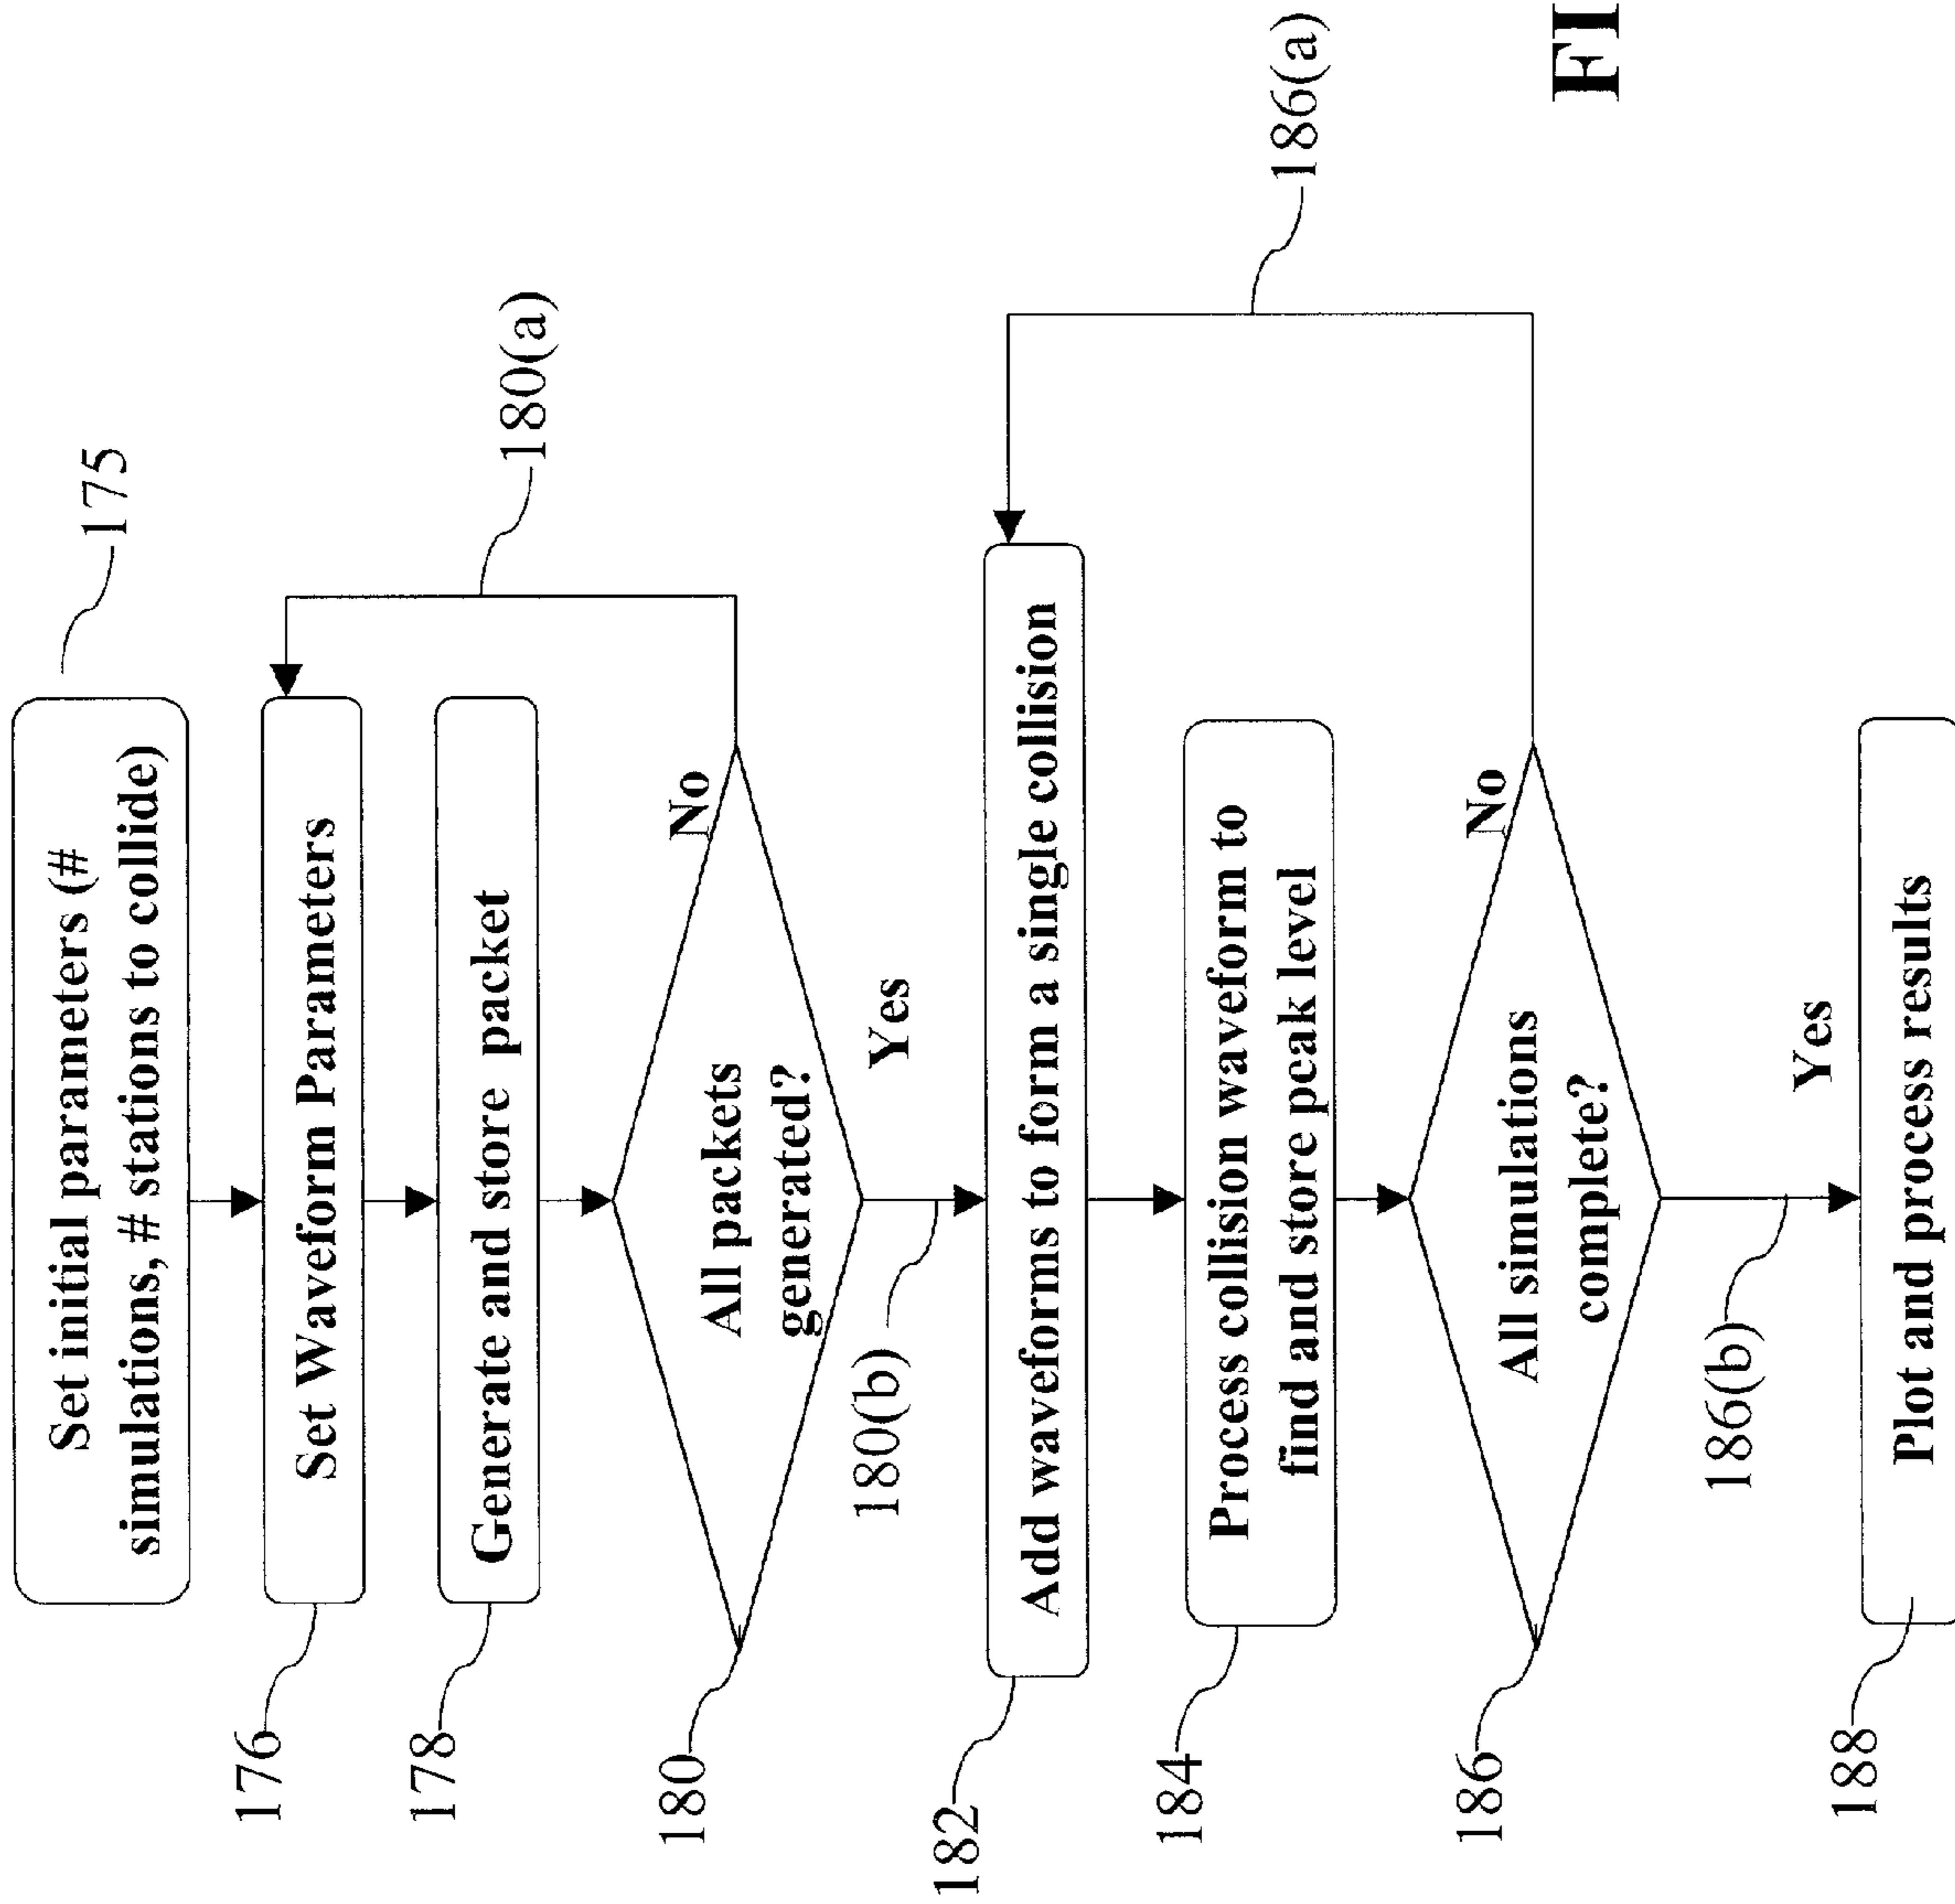 175
Set initial parameters (#
simulations, # stations to collide)
176
Set Waveform Parameters
178
Generate and store packet
180(a)
180
All packets
generated?
No
180(b)
Yes
182
Add waveforms to form a single collision
184
Process collision waveform to
find and store peak level
186(a)
186
All simulations
complete?
No
186(b)
Yes
188
Plot and process results
FI